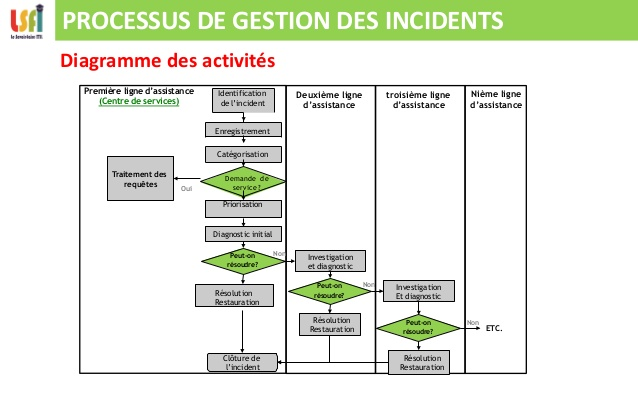 LSFI
le Savoir-faire ITIL
PROCESSUS DE GESTION DES INCIDENTS
Diagramme des activités
Première ligne d'assistance
(Centre de services)
Identification
de l'incident
Deuxième ligne
d'assistance
troisième ligne
d'assistance
Nième ligne
d'assistance
Enregistrement
Catégorisation
Traitement des
requêtes
Oui
Demande de
service?
Priorisation
Diagnostic initial
Peut-on
résoudre?
Non
Investigation
et diagnostic
Peut-on
résoudre?
Non
Investigation
Et diagnostic
Résolution
Restauration
Résolution
Restauration
Peut-on
résoudre?
Non
ETC.
Clôture de
l'incident
Résolution
Restauration